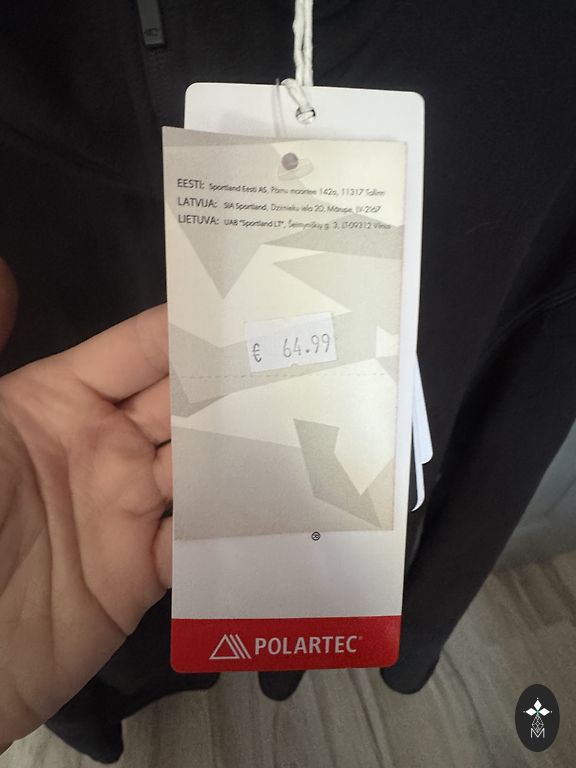 EESTI: Sportland Eesti AS, Pärnu maantee 142a, 11317 Tallinn
LATVIJA: SIA Sportland, Dzirnieku iela 20, Mārupe, LV-2167
LIETUVA: UAB "Sportland LT", Šeimyniškių g. 3, LT-09312 Vilnius
€ 64.99
®
POLARTEC®
M